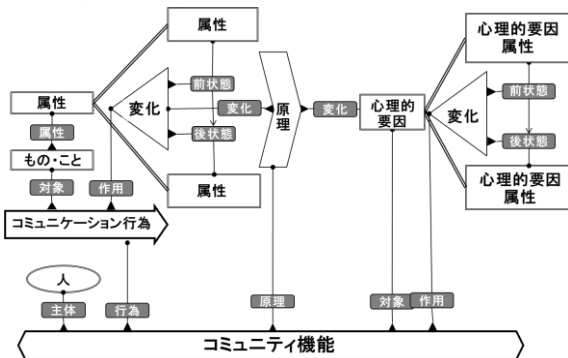 属性
心理的要因
属性
前状態
前状態
属性
変化
変化
原理
変化
心理的
要因
変化
属性
後状態
後状態
もの・こと
属性
心理的要因
属性
対象
作用
コミュニケーション行為
人
主体
行為
原理
対象
作用
コミュニティ機能